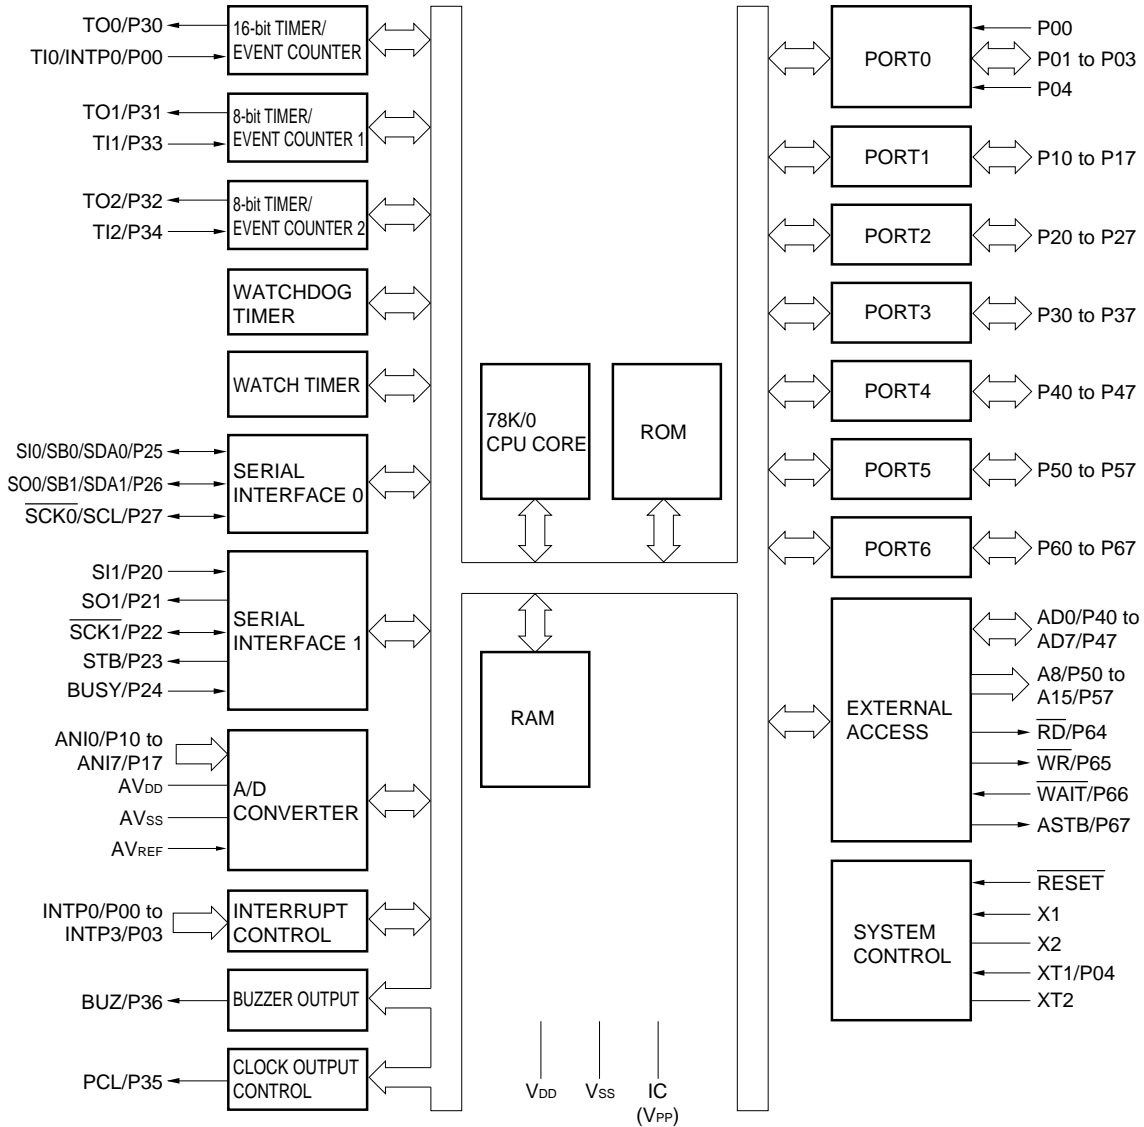 TO0/P30
TI0/INTP0/P00
16-bit TIMER/
EVENT COUNTER
TO1/P31
TI1/P33
8-bit TIMER/
EVENT COUNTER 1
TO2/P32
TI2/P34
8-bit TIMER/
EVENT COUNTER 2
WATCHDOG
TIMER
WATCH TIMER
SI0/SB0/SDA0/P25
SO0/SB1/SDA1/P26
SCK0/SCL/P27
SERIAL
INTERFACE 0
SI1/P20
SO1/P21
SCK1/P22
STB/P23
BUSY/P24
SERIAL
INTERFACE 1
ANI0/P10 to
ANI7/P17
AVDD
AVSS
AVREF
A/D
CONVERTER
INTP0/P00 to
INTP3/P03
INTERRUPT
CONTROL
BUZ/P36
BUZZER OUTPUT
PCL/P35
CLOCK OUTPUT
CONTROL
78K/0
CPU CORE
ROM
RAM
VDD
VSS
IC
(VPP)
PORT0
P00
P01 to P03
P04
PORT1
P10 to P17
PORT2
P20 to P27
PORT3
P30 to P37
PORT4
P40 to P47
PORT5
P50 to P57
PORT6
P60 to P67
EXTERNAL
ACCESS
AD0/P40 to
AD7/P47
A8/P50 to
A15/P57
RD/P64
WR/P65
WAIT/P66
ASTB/P67
SYSTEM
CONTROL
RESET
X1
X2
XT1/P04
XT2